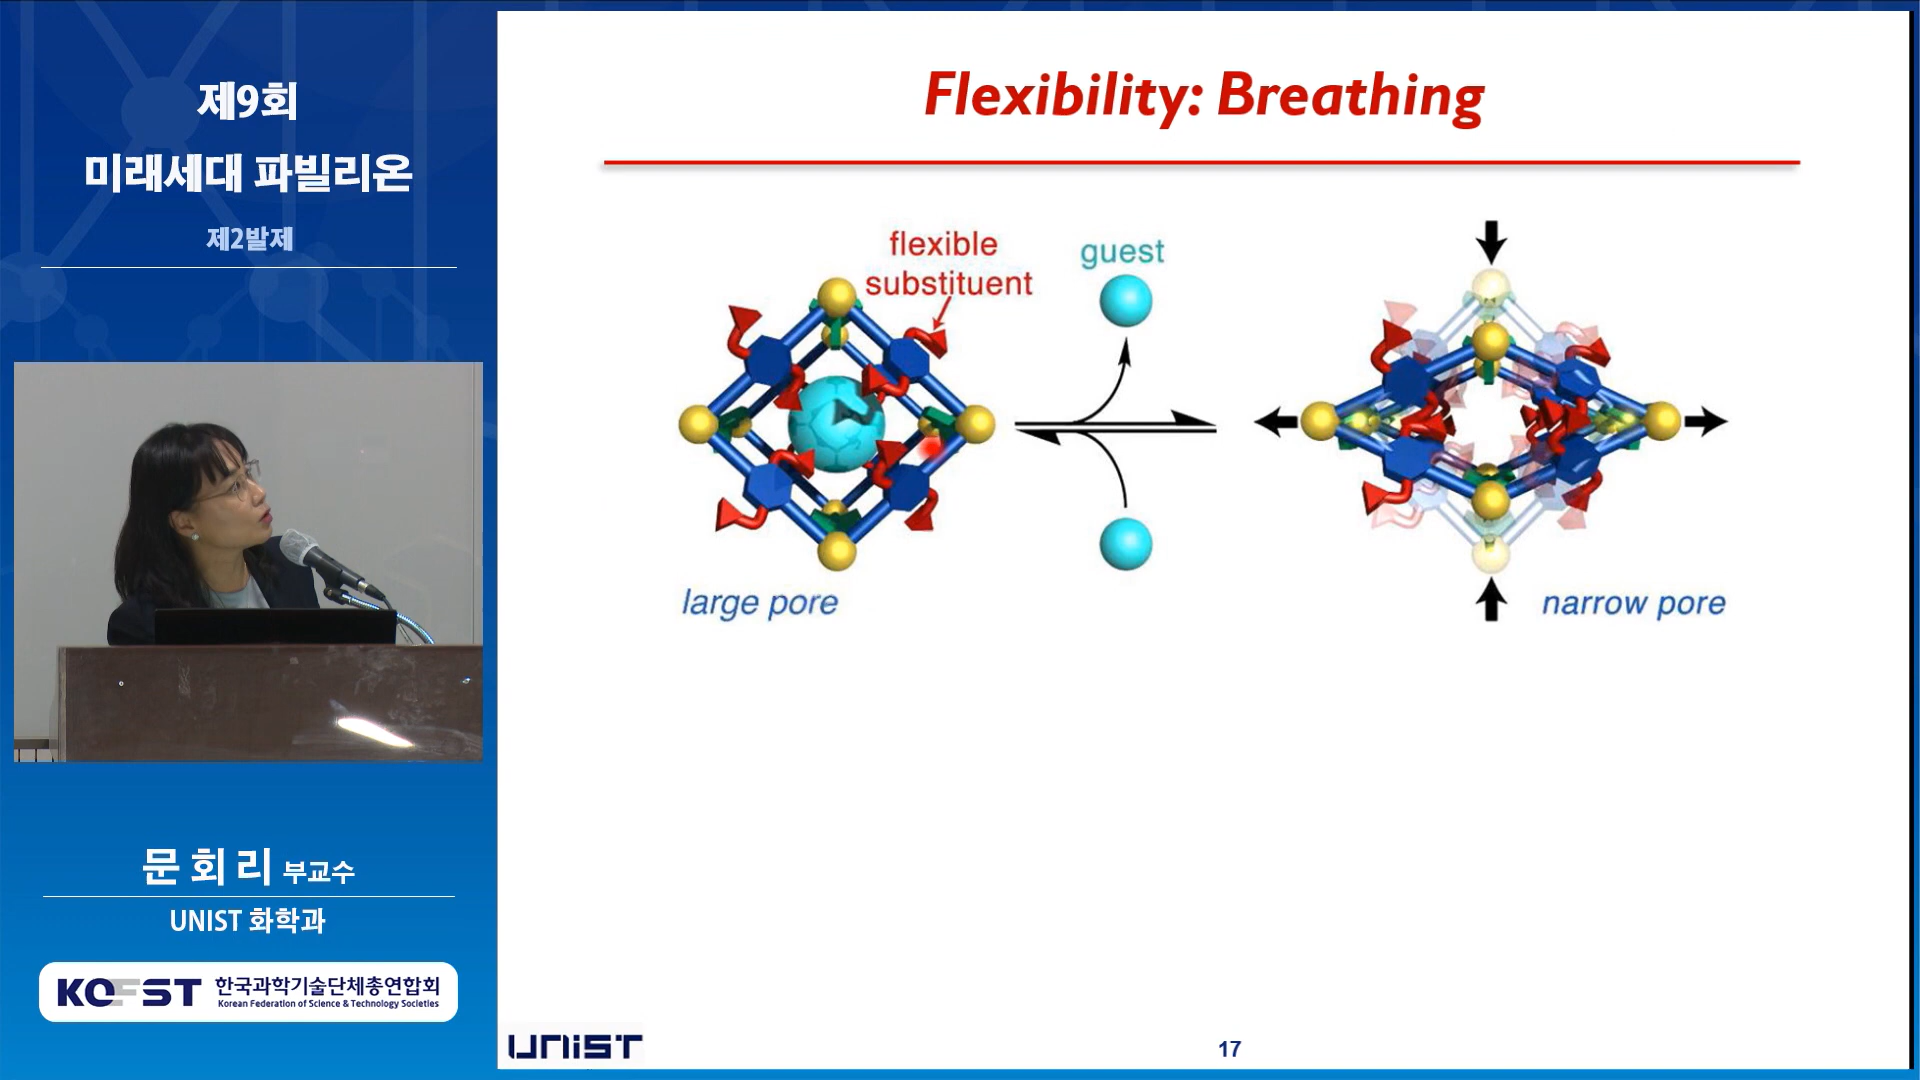 제9회
미래세대 파빌리온
제2발제
문회리 부교수
UNIST 화학과
KOFST 한국과학기술단체총연합회
Korean Federation of Science & Technology Societies
Flexibility: Breathing
flexible
substituent
guest
large pore
narrow pore
UNIST
17